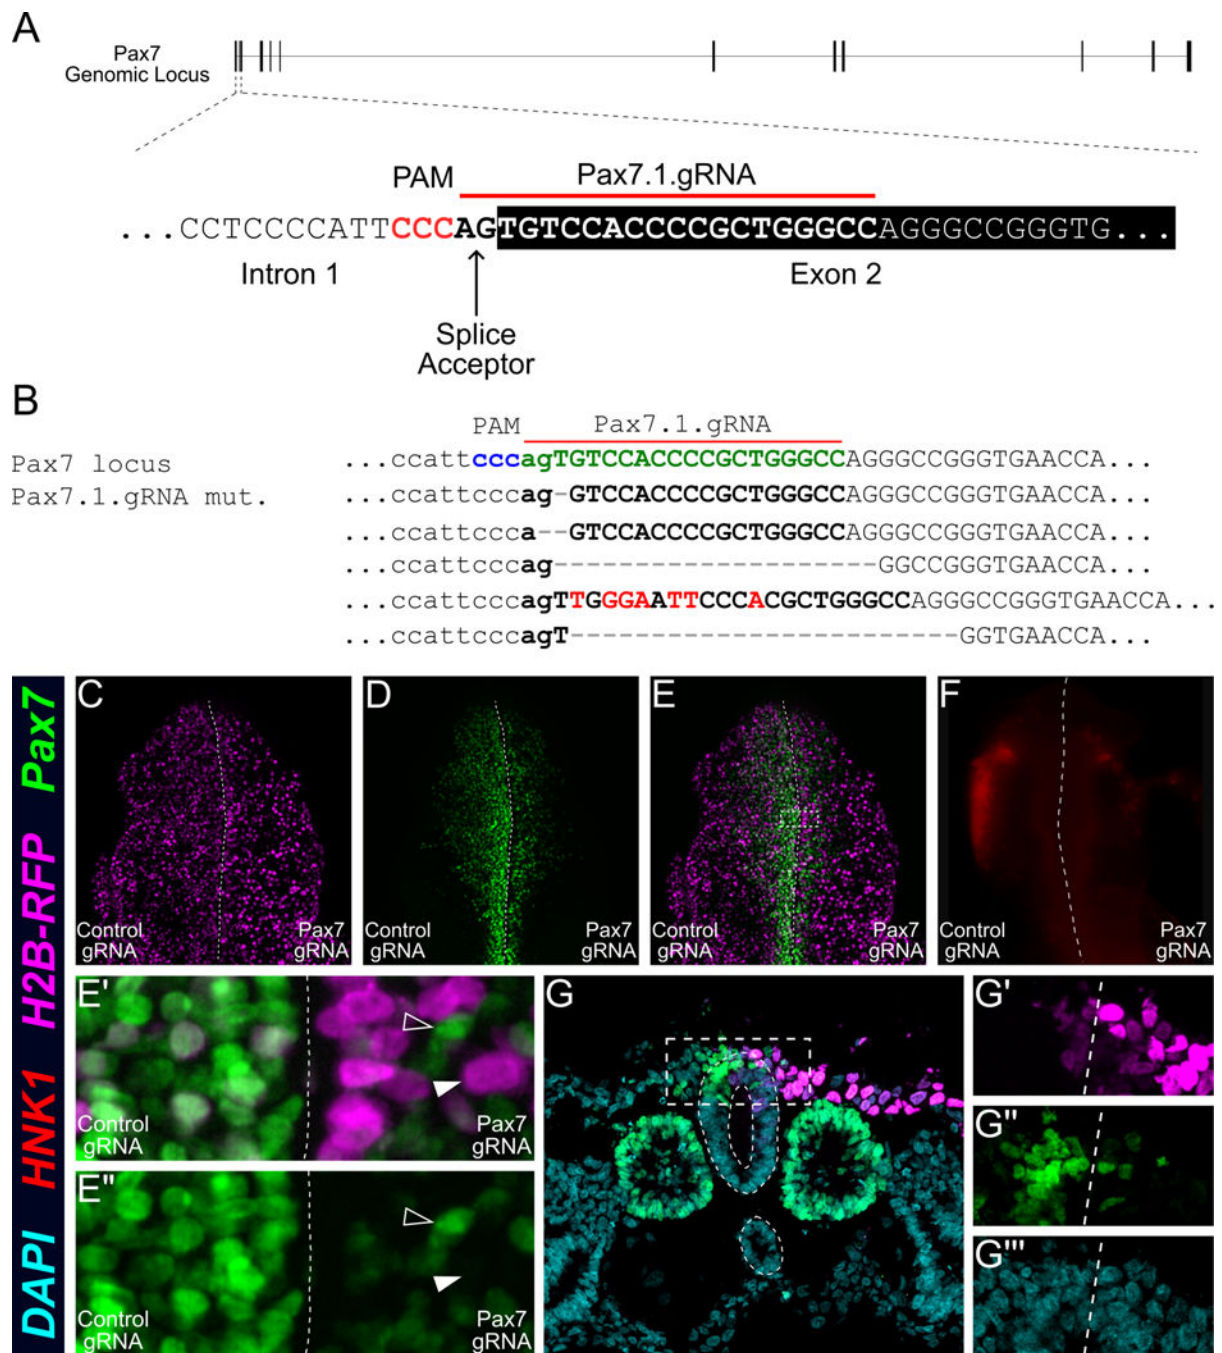 A
Pax7
Genomic Locus
PAM Pax7.1.gRNA
...CCTCCCCATTCCCAGTGTCCACCCCGCTGGGCCAGGGCCGGGTG...
Intron 1 Exon 2
Splice
Acceptor
B
PAM Pax7.1.gRNA
Pax7 locus ...ccattcccagTGTCCACCCCGCTGGGCCAGGGCCGGGTGAACCA...
Pax7.1.gRNA mut. ...ccattcccag-GTCCACCCCGCTGGGCCAGGGCCGGGTGAACCA...
...ccattccca--GTCCACCCCGCTGGGCCAGGGCCGGGTGAACCA...
...ccattcccag--------------------GGCCGGGTGAACCA...
...ccattcccagTTGGGAATTCCCACGCTGGGCCAGGGCCGGGTGAACCA...
...ccattcccagT------------------------GGTGAACCA...
DAPI HNK1 H2B-RFP Pax7
C
Control
gRNA
Pax7
gRNA
D
Control
gRNA
Pax7
gRNA
E
Control
gRNA
Pax7
gRNA
F
Control
gRNA
Pax7
gRNA
E'
Control
gRNA
Pax7
gRNA
E"
Control
gRNA
Pax7
gRNA
G
G'
G"
G'"